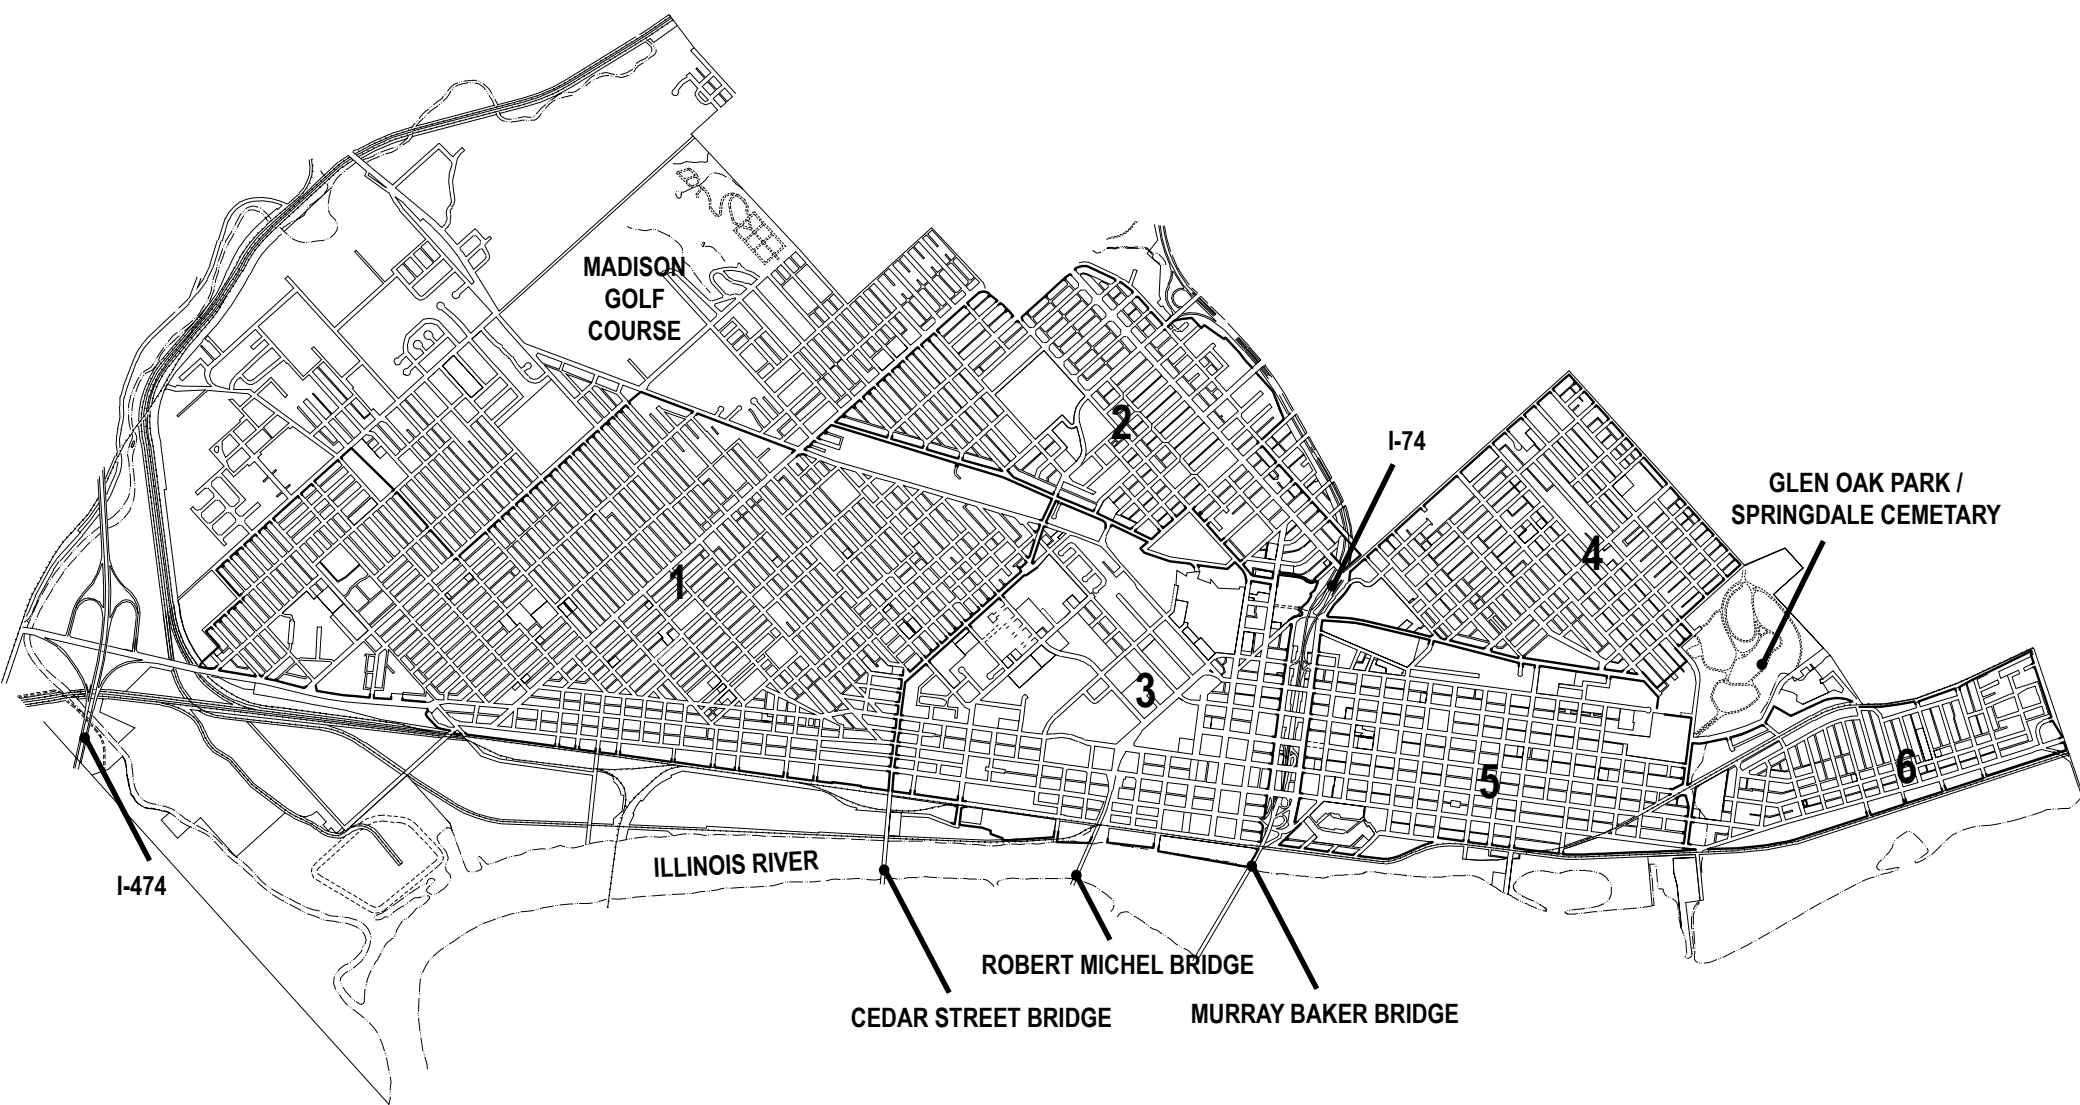 MADISON
GOLF
COURSE
2
I-74
GLEN OAK PARK /
SPRINGDALE CEMETARY
4
1
3
5
6
I-474
ILLINOIS RIVER
ROBERT MICHEL BRIDGE
CEDAR STREET BRIDGE
MURRAY BAKER BRIDGE